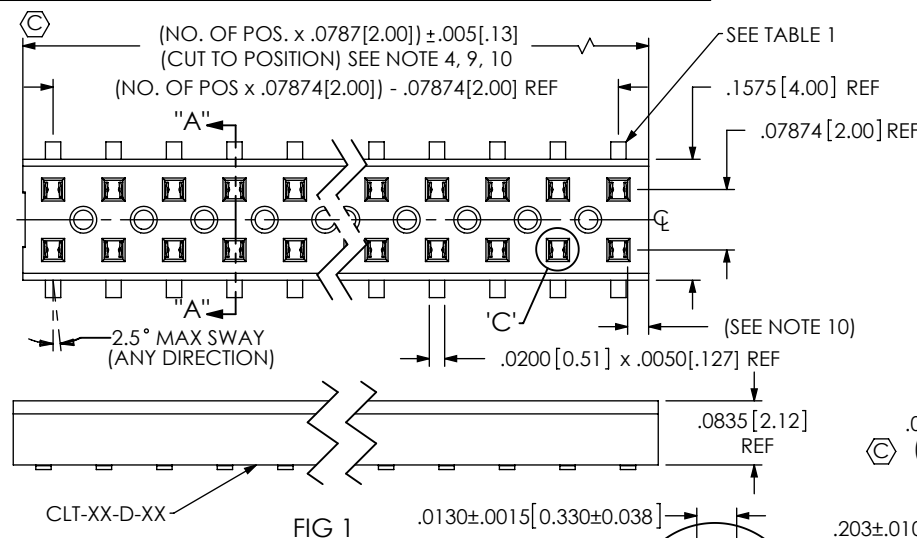 C
(NO. OF POS. x .0787[2.00]) ±.005[.13]
(CUT TO POSITION) SEE NOTE 4, 9, 10
(NO. OF POS x .07874[2.00]) - .07874[2.00] REF
SEE TABLE 1
.1575 [4.00] REF
"A"
.07874 [2.00] REF
℄
"A"
'C'
2.5° MAX SWAY
(ANY DIRECTION)
(SEE NOTE 10)
.0200 [0.51] x .0050 [.127] REF
.0835 [2.12]
REF
.0
C (
CLT-XX-D-XX
FIG 1
.0130±.0015[0.330±0.038]
.203±.010